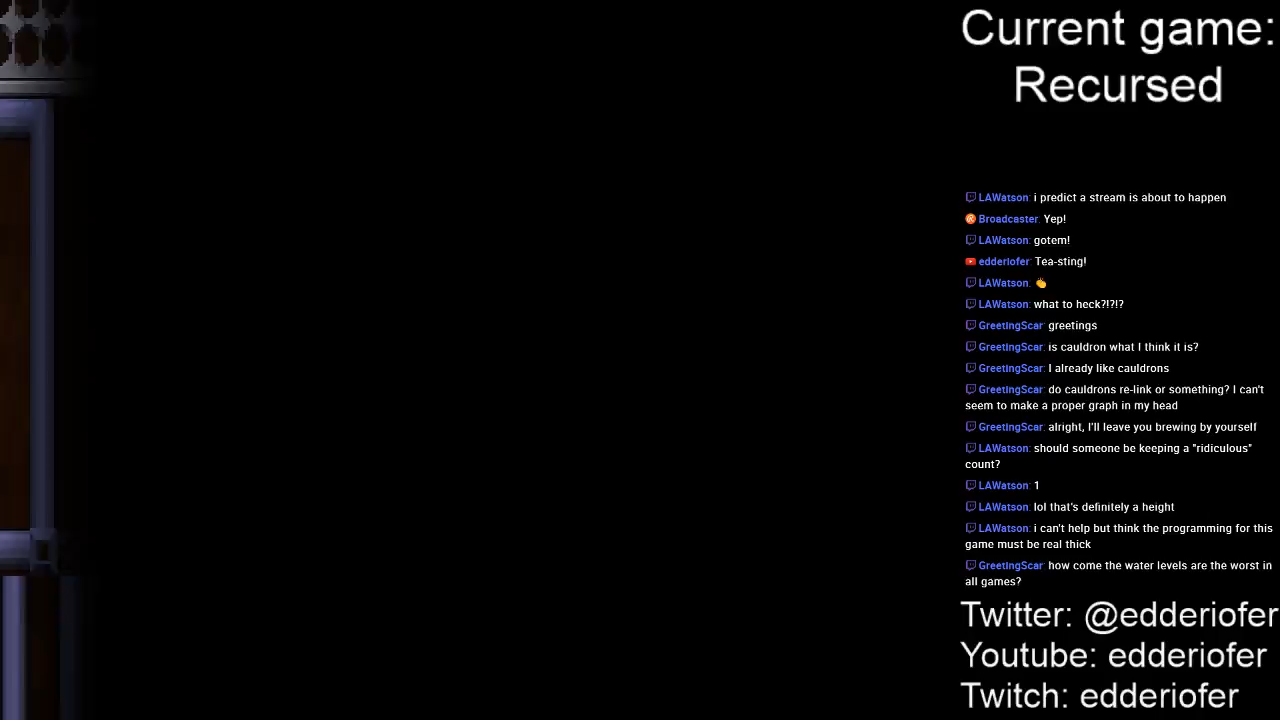 Current game:
Recursed
LAWatson: i predict a stream is about to happen
Broadcaster: Yep!
LAWatson: gotem!
edderiofer: Tea-sting!
LAWatson: 👏
LAWatson: what to heck?!?!?
GreetingScar: greetings
GreetingScar: is cauldron what I think it is?
GreetingScar: I already like cauldrons
GreetingScar: do cauldrons re-link or something? I can't
seem to make a proper graph in my head
GreetingScar: alright, I'll leave you brewing by yourself
LAWatson: should someone be keeping a "ridiculous"
count?
LAWatson: 1
LAWatson: lol that's definitely a height
LAWatson: i can't help but think the programming for this
game must be real thick
GreetingScar: how come the water levels are the worst in
all games?
Twitter: @edderiofer
Youtube: edderiofer
Twitch: edderiofer